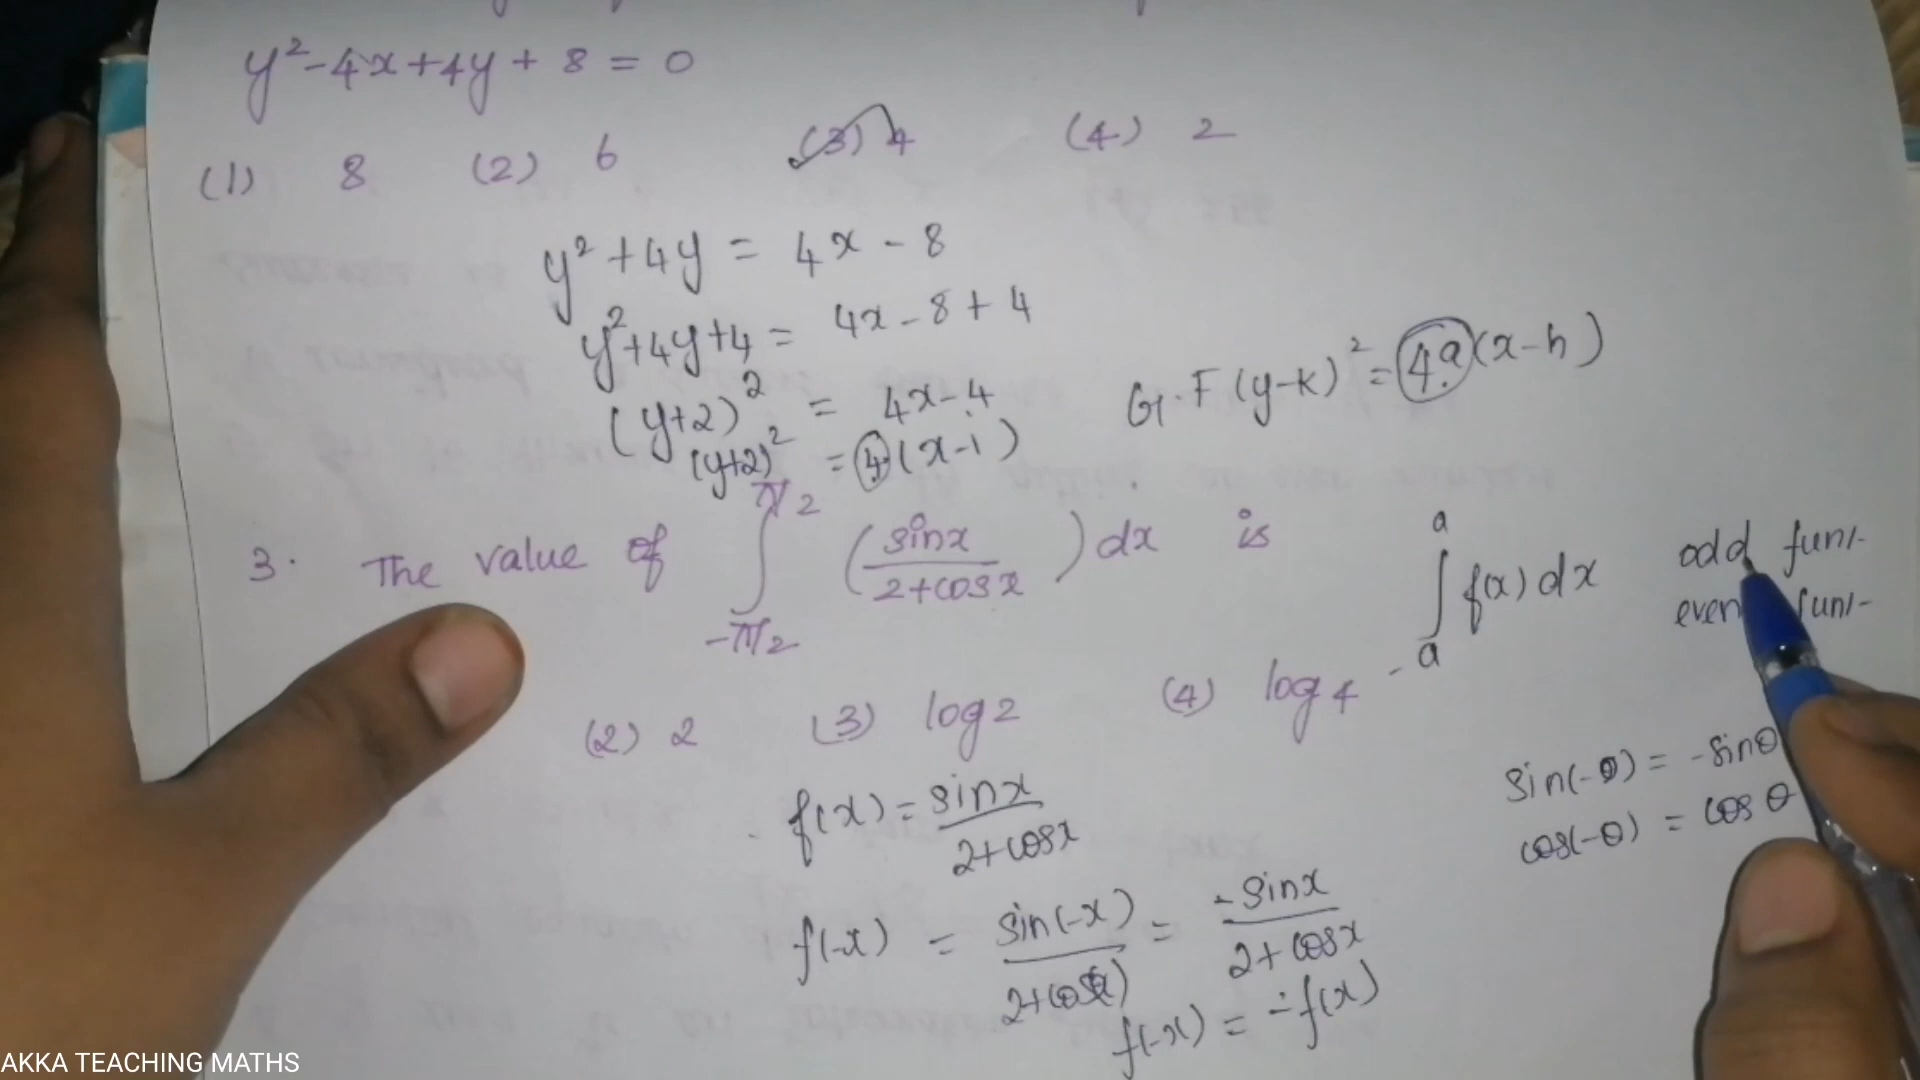 y² - 4x + 4y + 8 = 0
(1) 8 (2) 6 (3) 4 (4) 2
y² + 4y = 4x - 8
y² + 4y + 4 = 4x - 8 + 4
(y+2)² = 4x - 4
(y+2)² = 4(x-1)
G.F (y-k)² = 4a(x-h)
3. The value of ∫_{-π/2}^{π/2} (sinx/(2+cosx)) dx is
∫_{-a}^{a} f(x) dx
odd fun/-
even fun/-
(2) 2 (3) log2 (4) log4
sin(-θ) = -sinθ
cos(-θ) = cosθ
f(x) = sinx/(2+cosx)
f(-x) = sin(-x)/(2+cos(x)) = -sinx/(2+cosx)
f(-x) = -f(x)
AKKA TEACHING MATHS